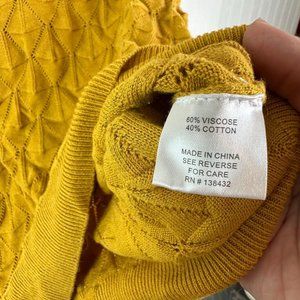 60% VISCOSE
40% COTTON
MADE IN CHINA
SEE REVERSE
FOR CARE
RN # 138432